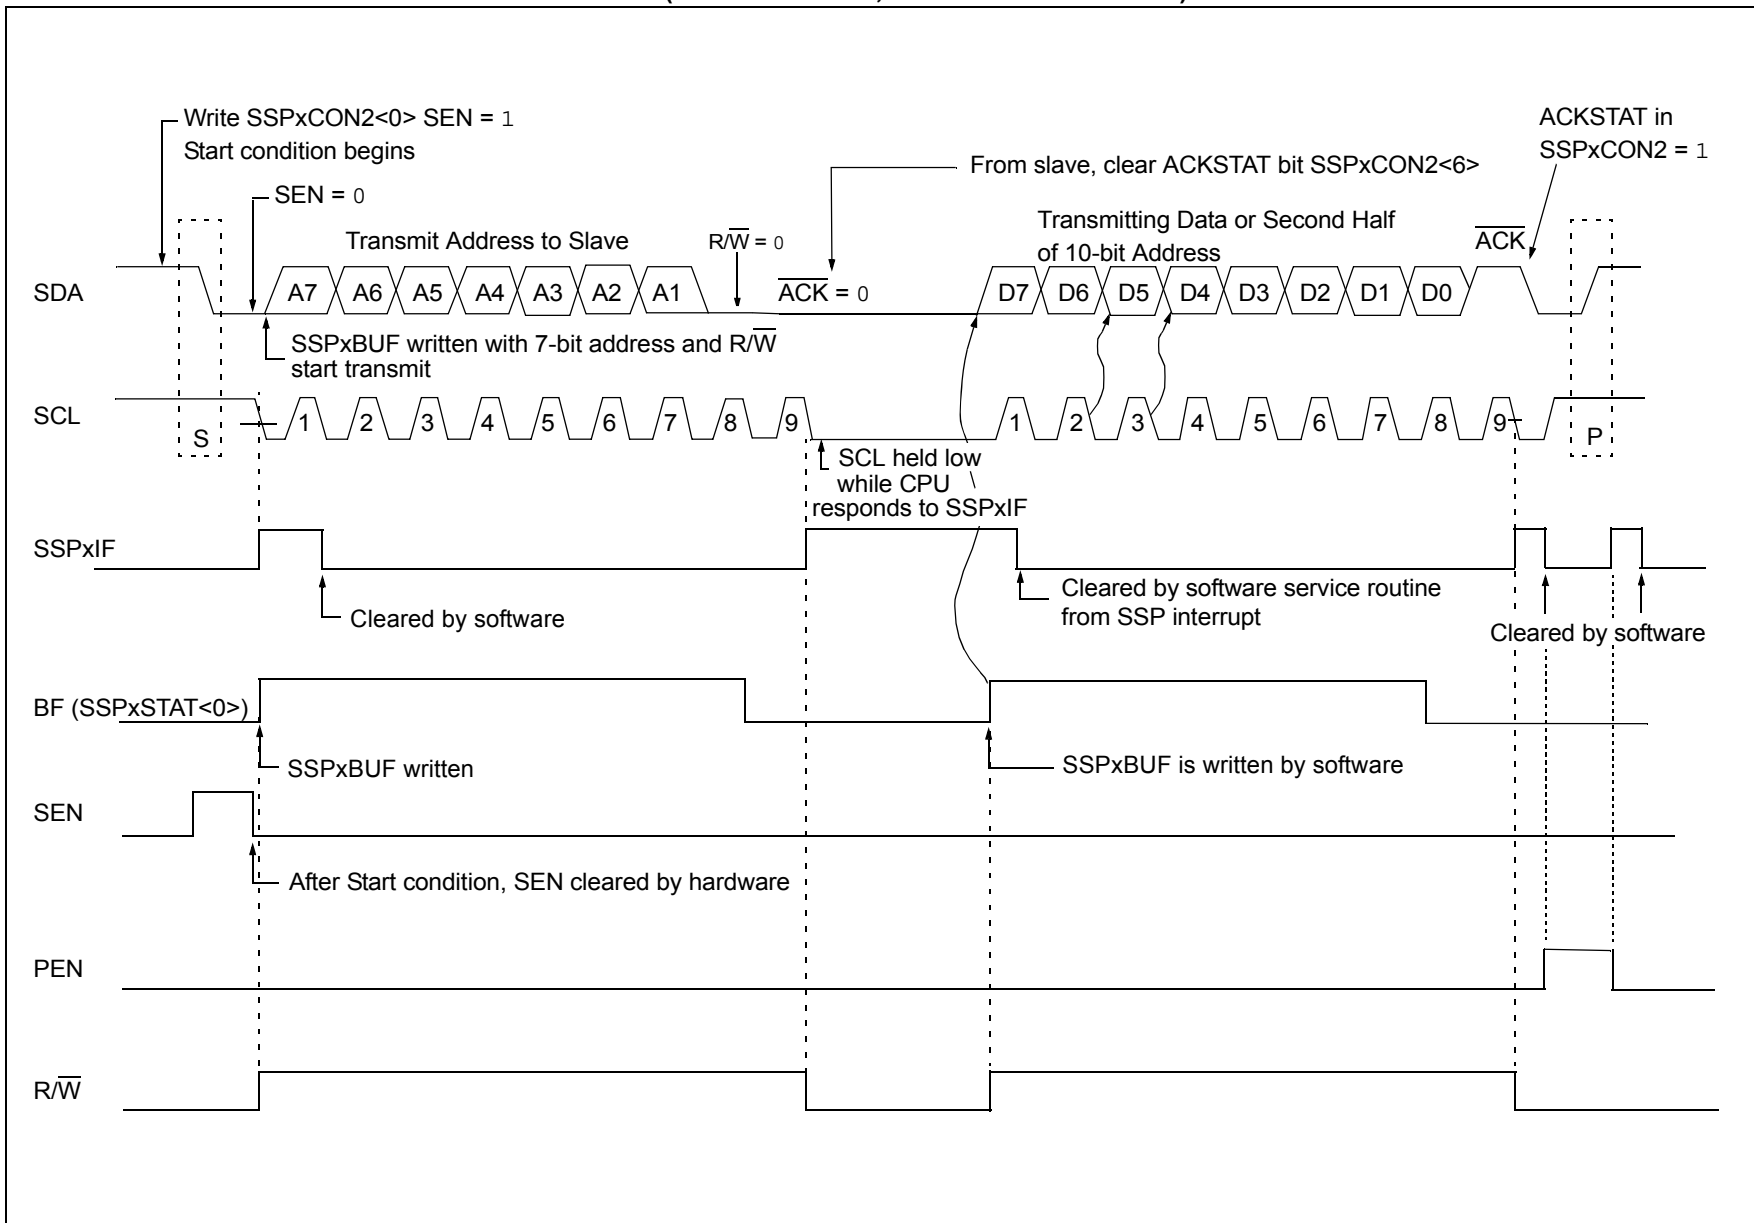 Write SSPxCON2<0> SEN = 1
Start condition begins
ACKSTAT in
SSPxCON2 = 1
From slave, clear ACKSTAT bit SSPxCON2<6>
SEN = 0
Transmitting Data or Second Half
of 10-bit Address
Transmit Address to Slave
R/W̅ = 0
A̅C̅K̅
SDA
A7 A6 A5 A4 A3 A2 A1
A̅C̅K̅ = 0
D7 D6 D5 D4 D3 D2 D1 D0
SSPxBUF written with 7-bit address and R/W̅
start transmit
SCL
S
1 2 3 4 5 6 7 8 9
1 2 3 4 5 6 7 8 9
P
SCL held low
while CPU
responds to SSPxIF
SSPxIF
Cleared by software
Cleared by software service routine
from SSP interrupt
Cleared by software
BF (SSPxSTAT<0>)
SSPxBUF written
SSPxBUF is written by software
SEN
After Start condition, SEN cleared by hardware
PEN
R/W̅